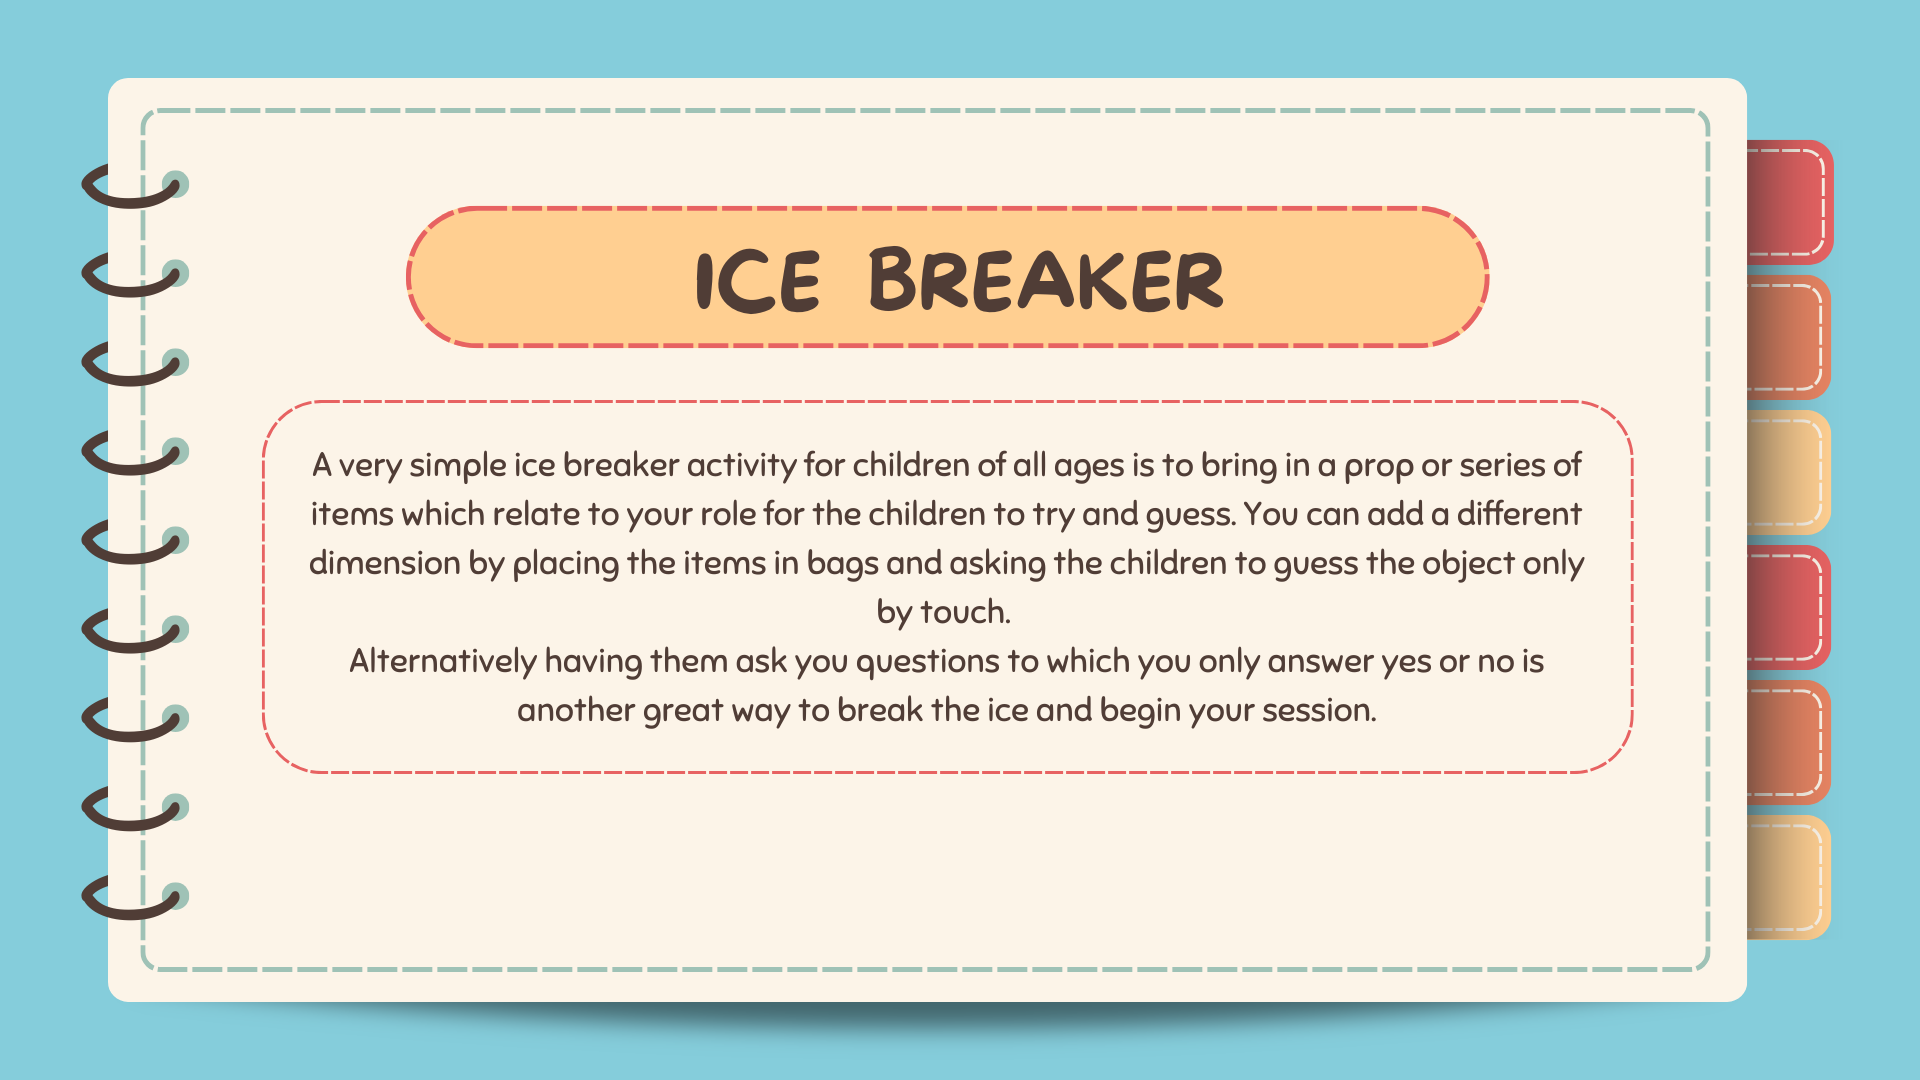 ICE BREAKER
A very simple ice breaker activity for children of all ages is to bring in a prop or series of
items which relate to your role for the children to try and guess. You can add a different
dimension by placing the items in bags and asking the children to guess the object only
by touch.
Alternatively having them ask you questions to which you only answer yes or no is
another great way to break the ice and begin your session.